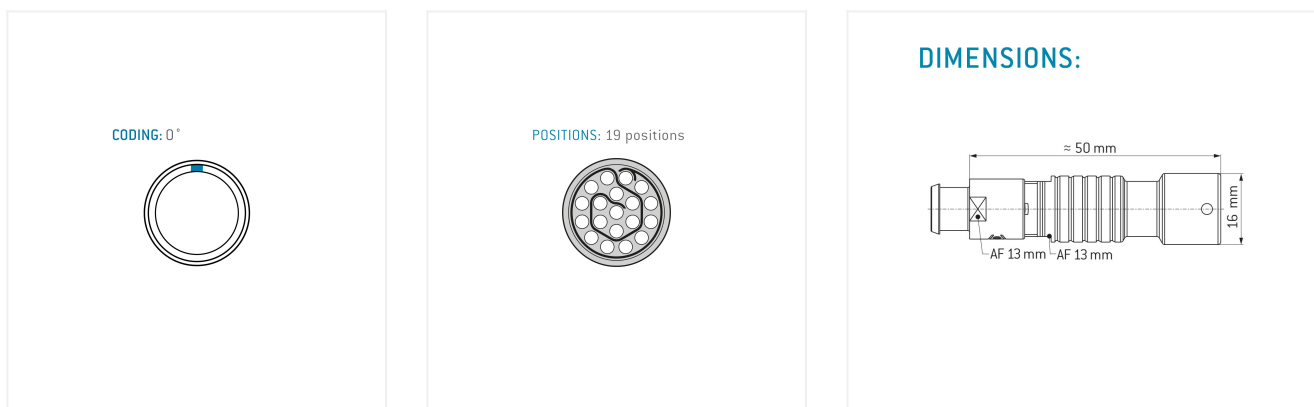 CODING: 0°
POSITIONS: 19 positions
DIMENSIONS:
≈ 50 mm
16 mm
AF 13 mm
AF 13 mm